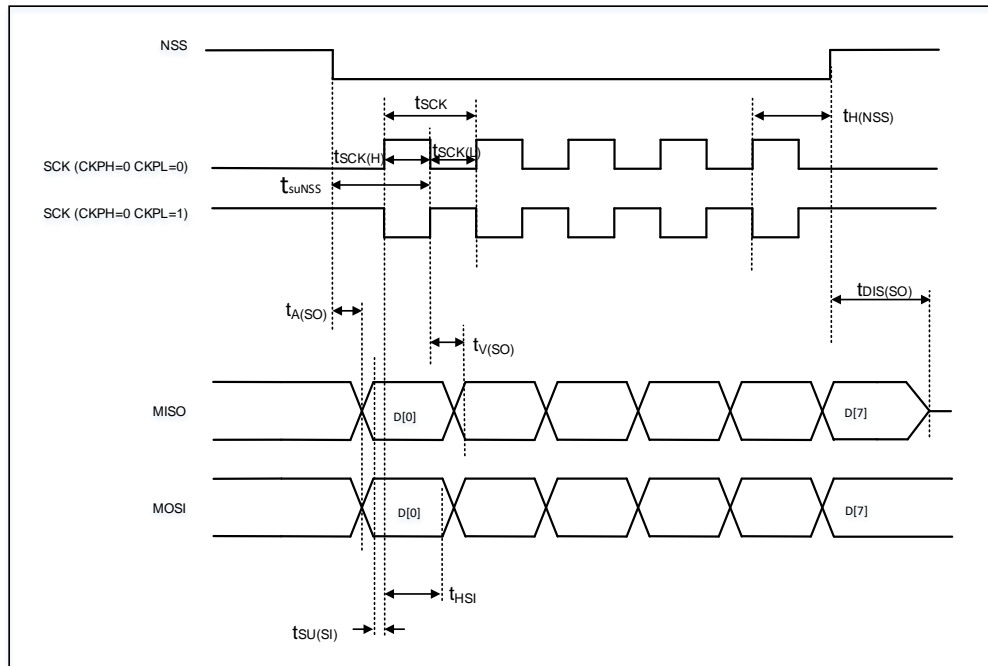 NSS
tSCK
tH(NSS)
tSCK(H)
tSCK(L)
SCK (CKPH=0 CKPL=0)
tsuNSS
SCK (CKPH=0 CKPL=1)
tDIS(SO)
tA(SO)
tV(SO)
MISO
D[0]
D[7]
MOSI
D[0]
D[7]
tHSI
tSU(SI)